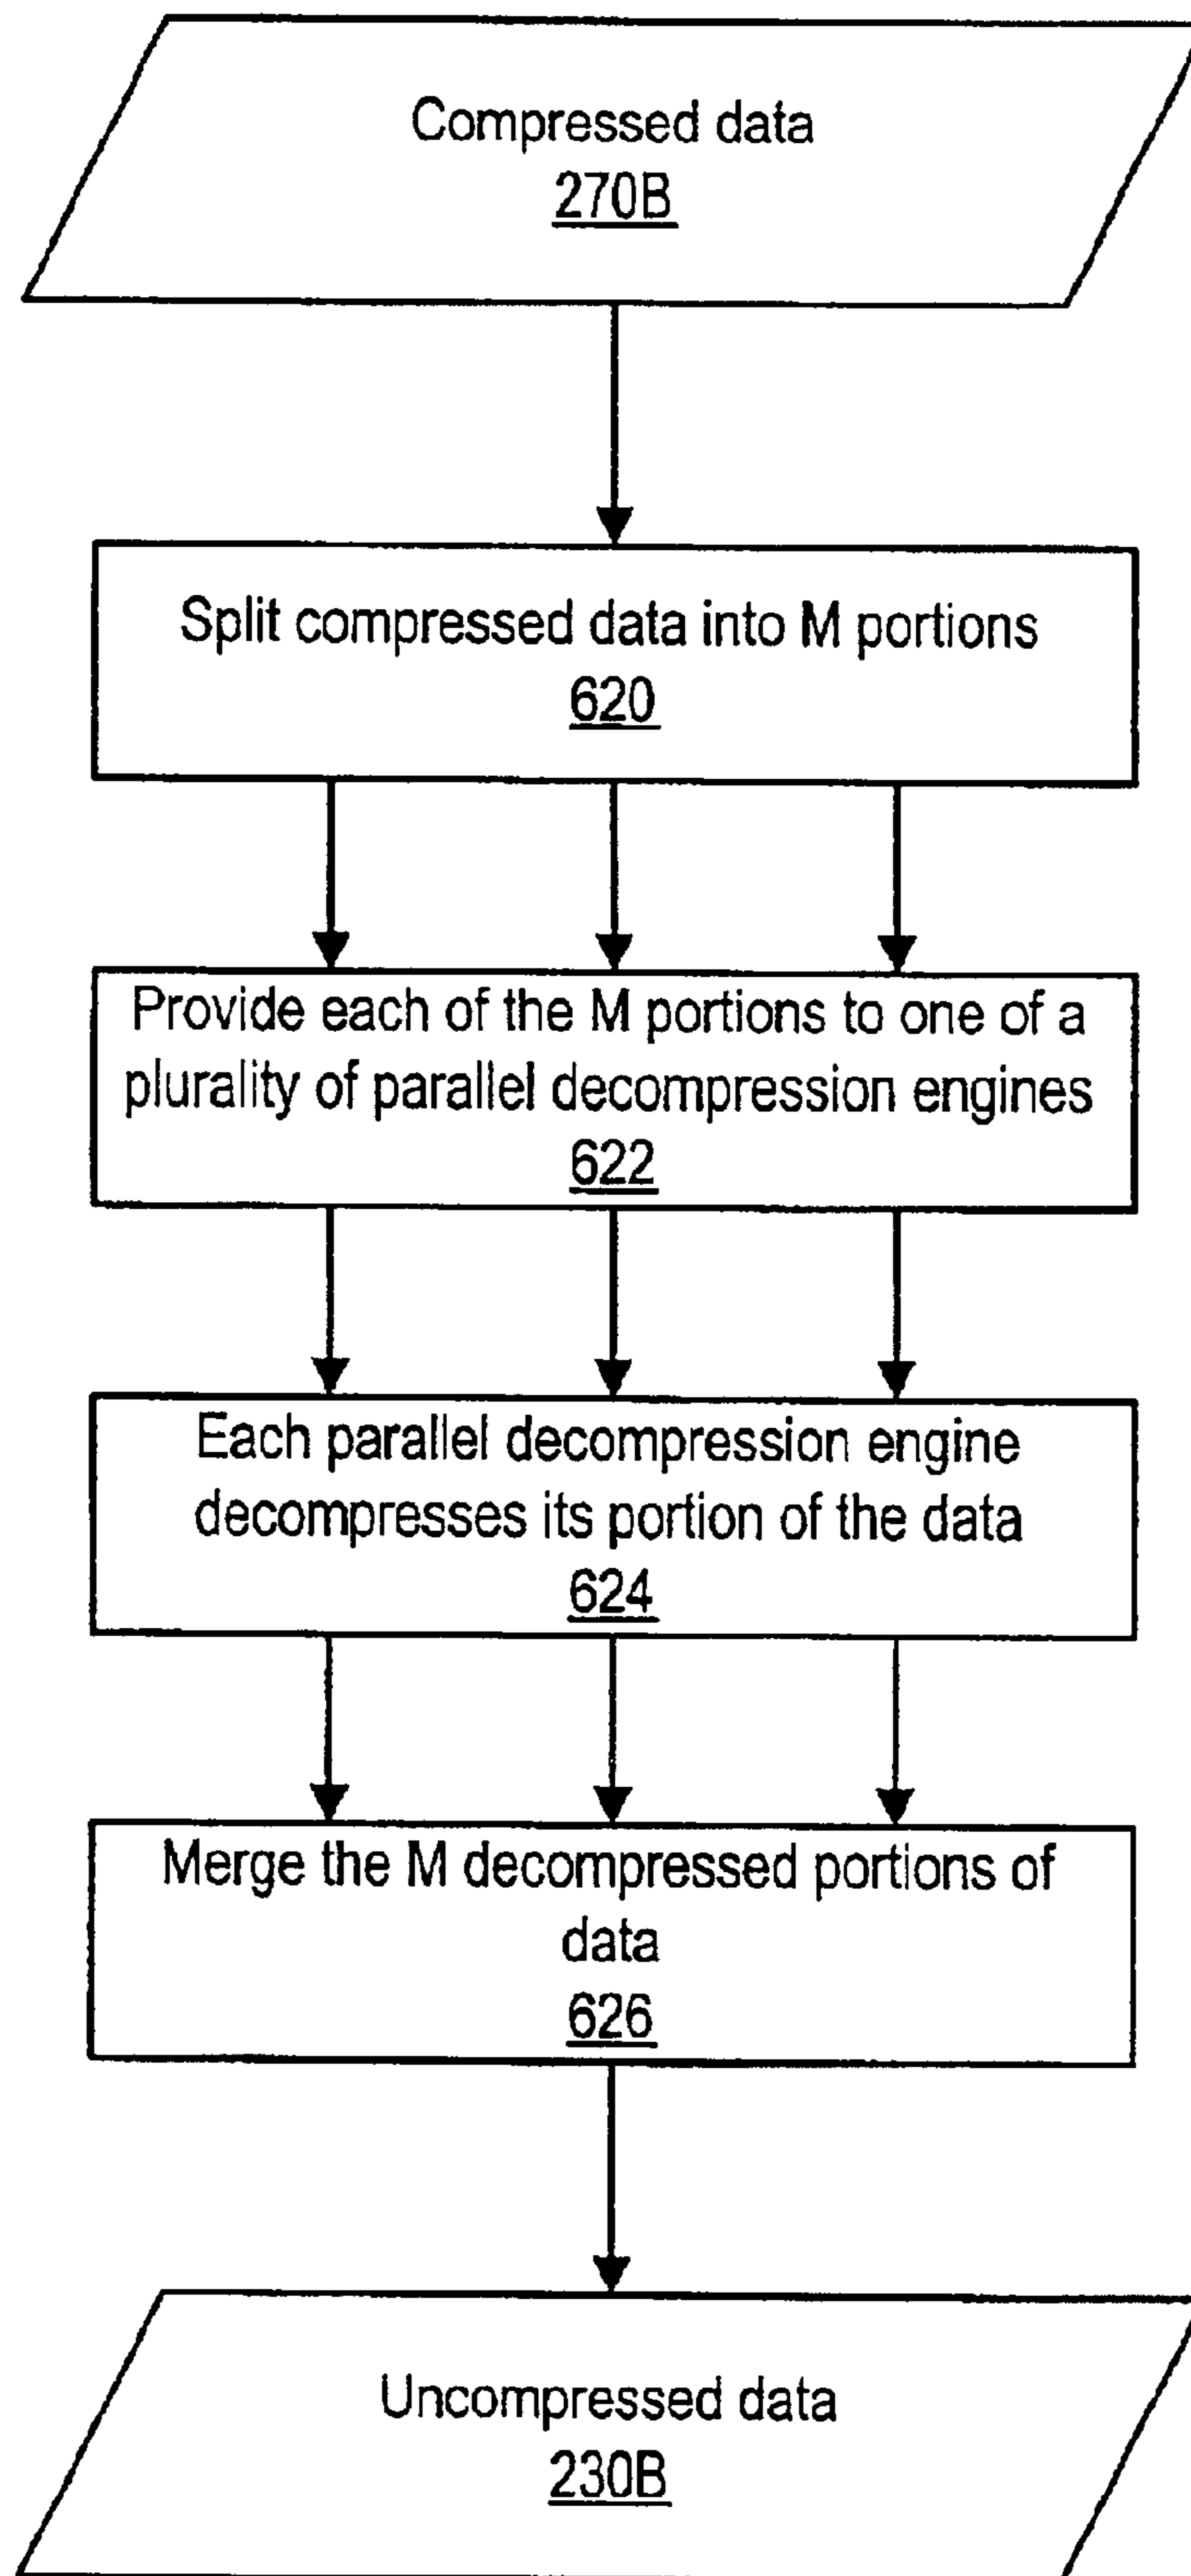 Compressed data
270B
Split compressed data into M portions
620
Provide each of the M portions to one of a
plurality of parallel decompression engines
622
Each parallel decompression engine
decompresses its portion of the data
624
Merge the M decompressed portions of
data
626
Uncompressed data
230B